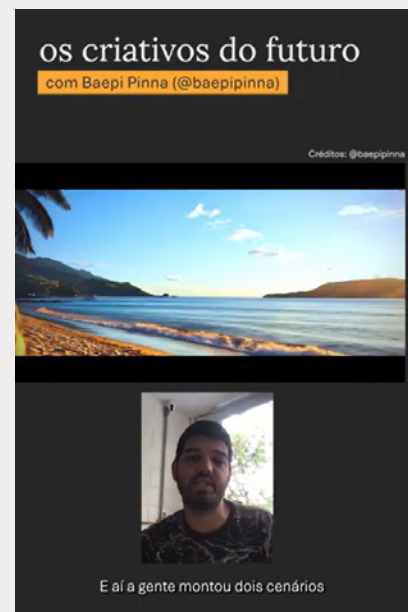 os criativos do futuro
com Baepi Pinna (@baepipinna)
Créditos: @baepipinna
E aí a gente montou dois cenários